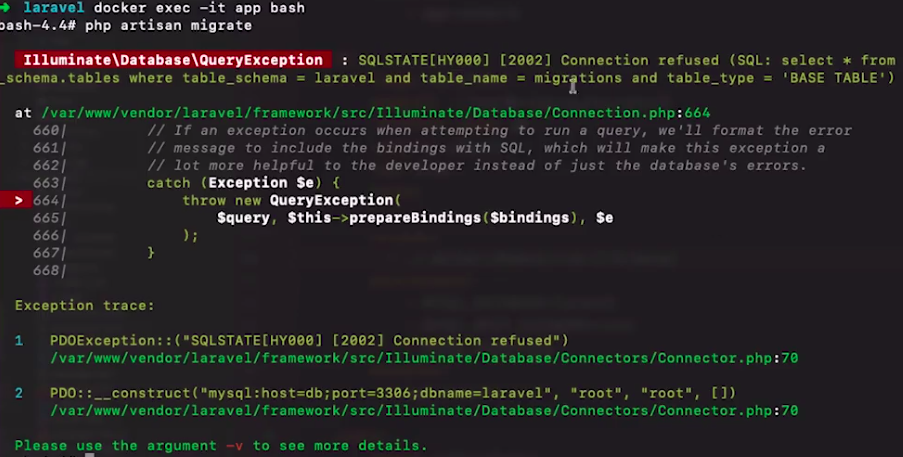 ➜ laravel docker exec -it app bash
bash-4.4# php artisan migrate
Illuminate\Database\QueryException : SQLSTATE[HY000] [2002] Connection refused (SQL: select * from
_schema.tables where table_schema = laravel and table_name = migrations and table_type = 'BASE TABLE')
at /var/www/vendor/laravel/framework/src/Illuminate/Database/Connection.php:664
660| // If an exception occurs when attempting to run a query, we'll format the error
661| // message to include the bindings with SQL, which will make this exception a
662| // lot more helpful to the developer instead of just the database's errors.
663| catch (Exception $e) {
> 664| throw new QueryException(
665| $query, $this->prepareBindings($bindings), $e
666| );
667| }
668|
Exception trace:
1 PDOException::("SQLSTATE[HY000] [2002] Connection refused")
/var/www/vendor/laravel/framework/src/Illuminate/Database/Connectors/Connector.php:70
2 PDO::__construct("mysql:host=db;port=3306;dbname=laravel", "root", "root", [])
/var/www/vendor/laravel/framework/src/Illuminate/Database/Connectors/Connector.php:70
Please use the argument -v to see more details.